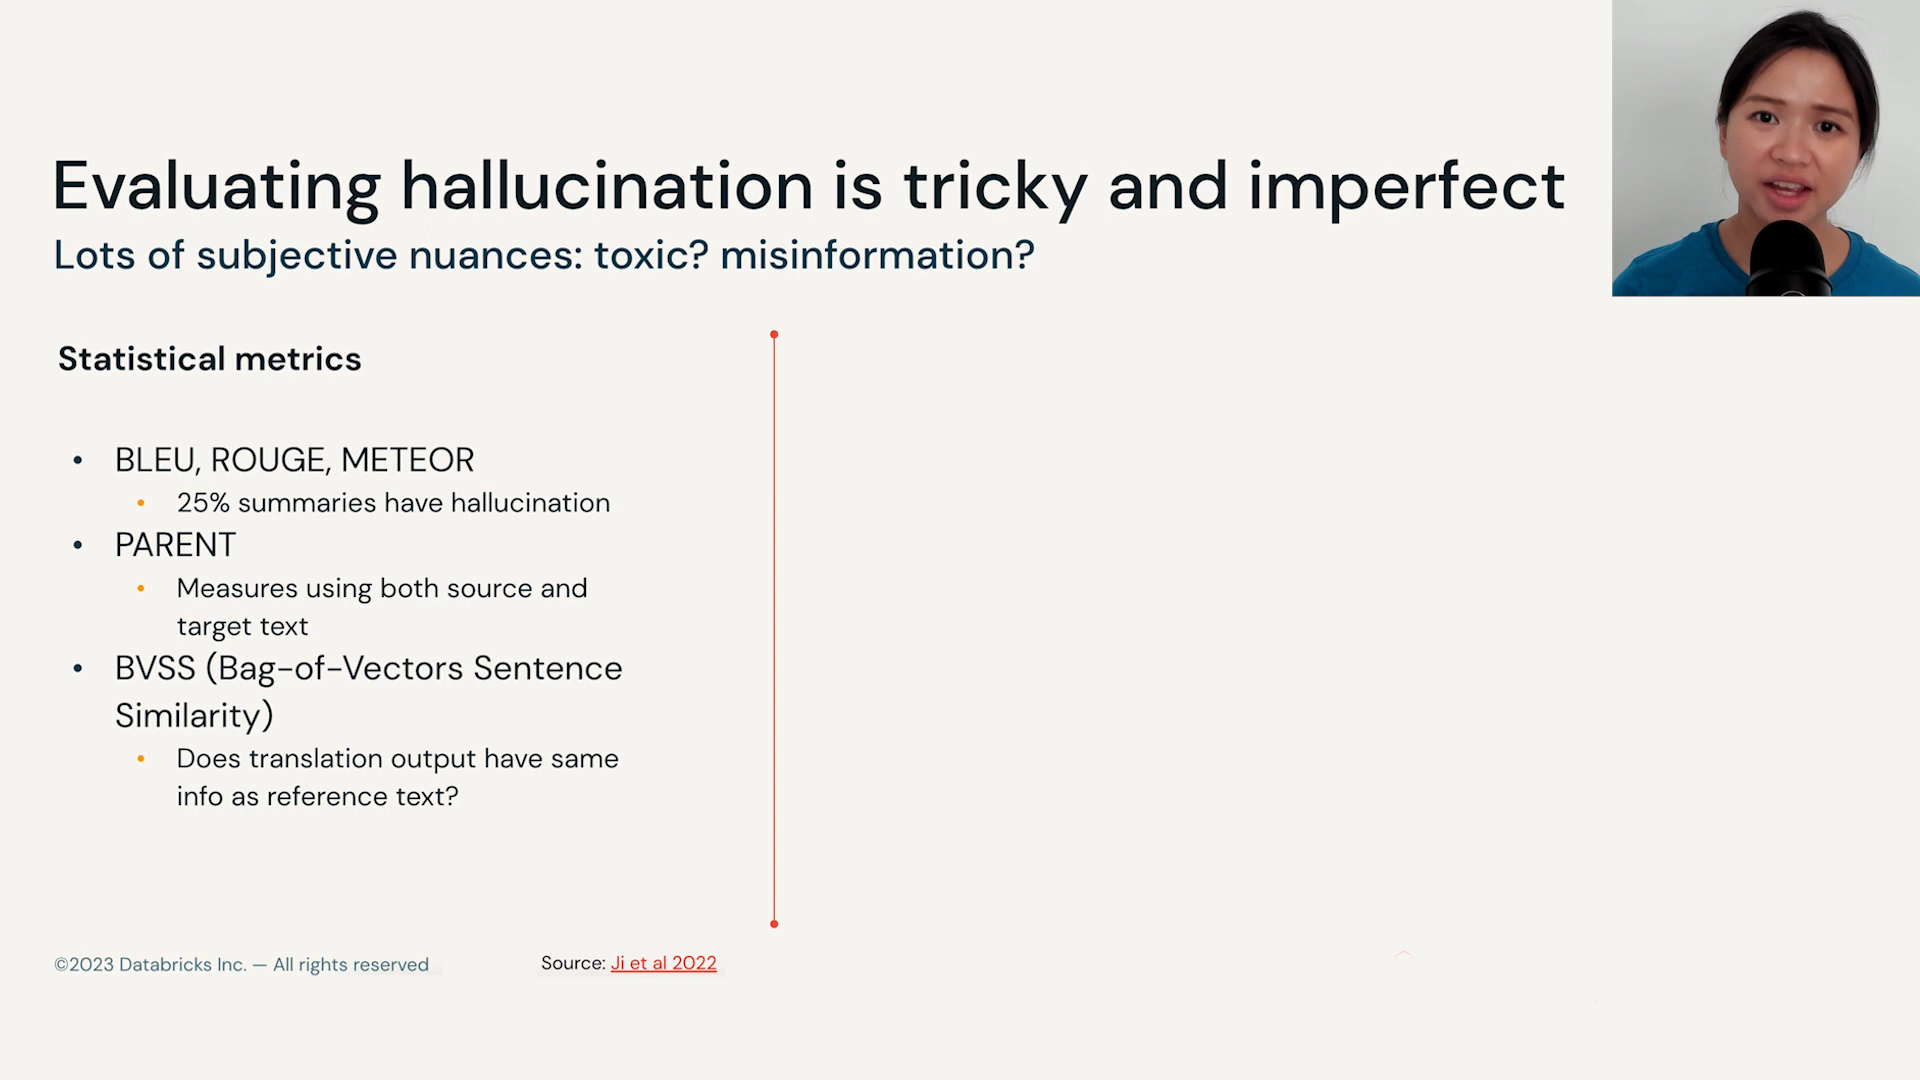 Evaluating hallucination is tricky and imperfect
Lots of subjective nuances: toxic? misinformation?
Statistical metrics
• BLEU, ROUGE, METEOR
• 25% summaries have hallucination
• PARENT
• Measures using both source and
target text
• BVSS (Bag-of-Vectors Sentence
Similarity)
• Does translation output have same
info as reference text?
©2023 Databricks Inc. — All rights reserved
Source: Ji et al 2022